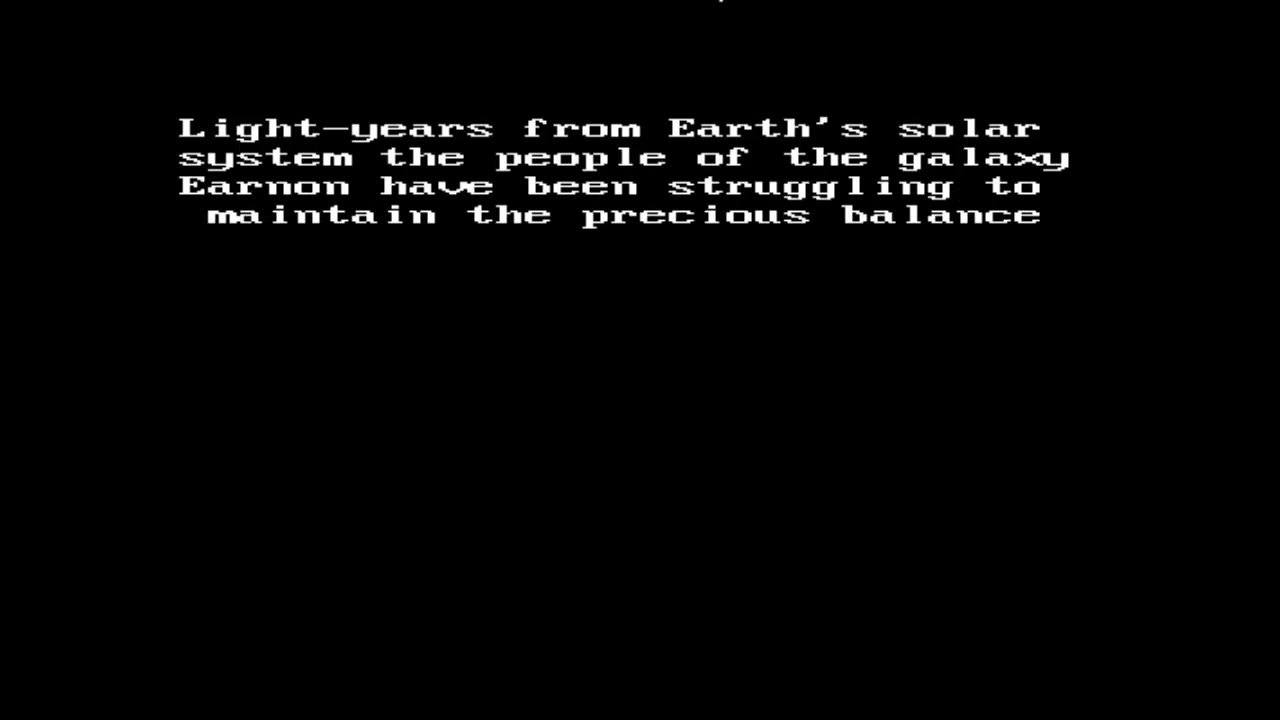 Light-years from Earth's solar
system the people of the galaxy
Earnon have been struggling to
maintain the precious balance